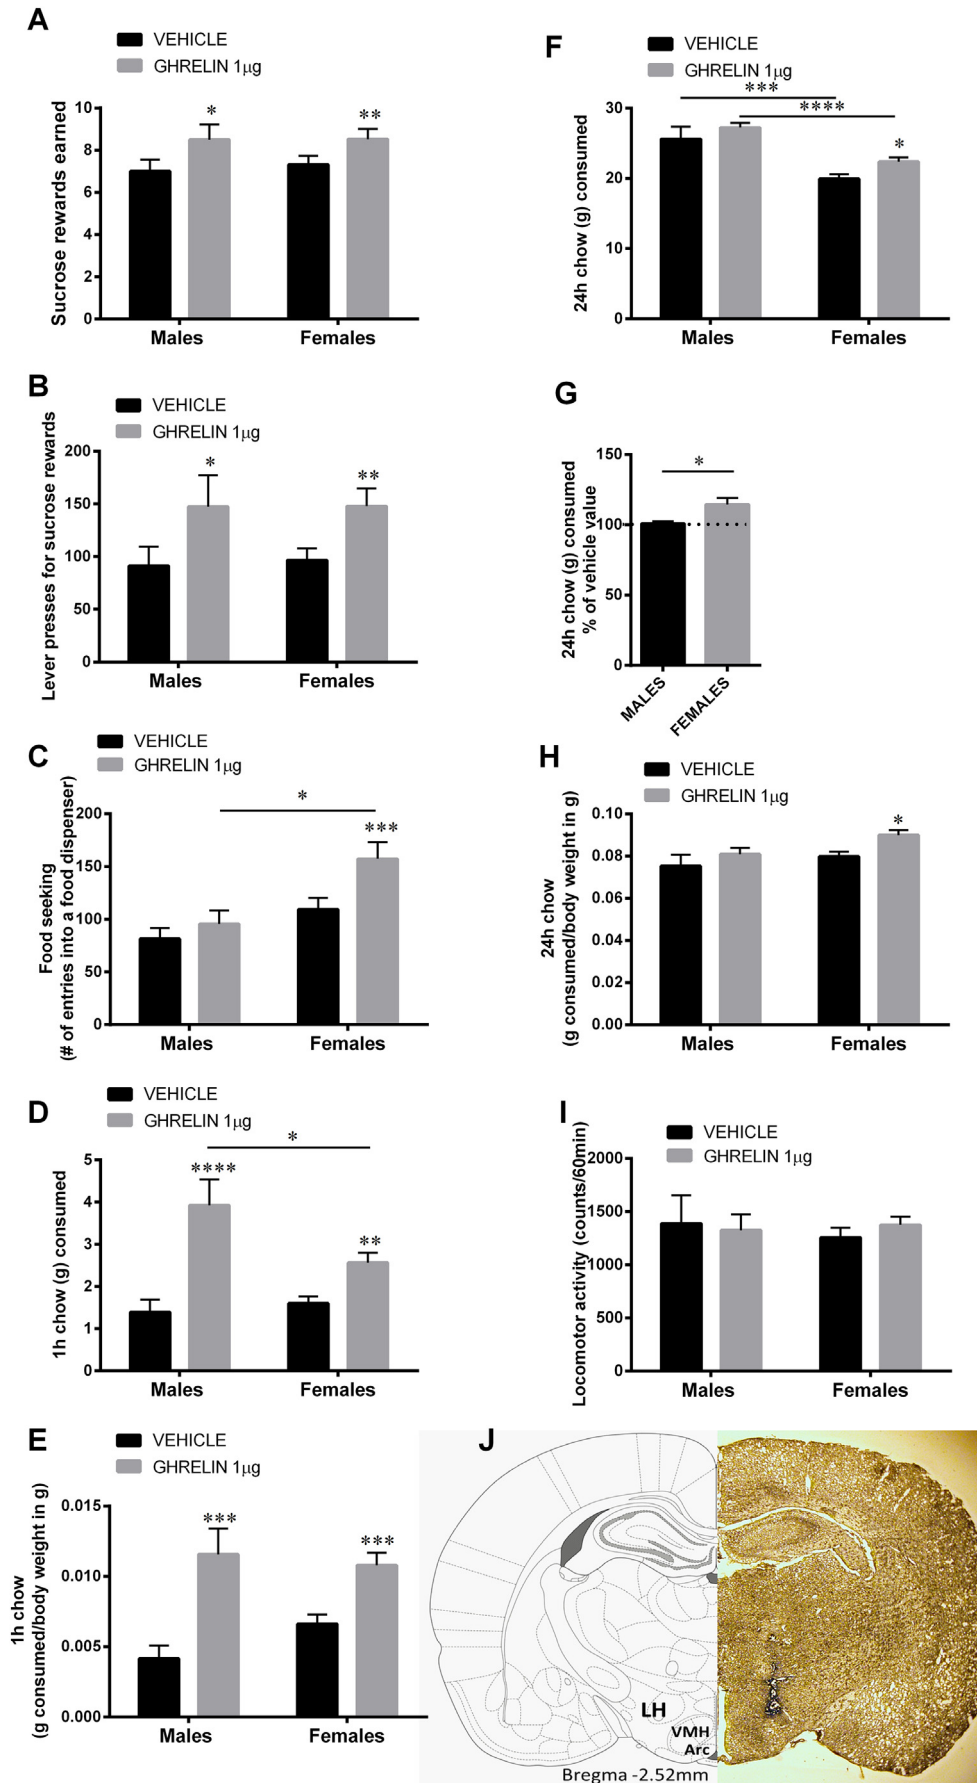 A
VEHICLE
GHRELIN 1µg
Sucrose rewards earned
10
8
6
4
2
0
*
**
Males
Females
B
VEHICLE
GHRELIN 1µg
Lever presses for sucrose rewards
200
150
100
50
0
*
**
Males
Females
C
VEHICLE
GHRELIN 1µg
Food seeking
(# of entries into a food dispenser)
200
150
100
50
0
*
***
Males
Females
D
VEHICLE
GHRELIN 1µg
1h chow (g) consumed
5
4
3
2
1
0
*
****
**
Males
Females
E
VEHICLE
GHRELIN 1µg
1h chow
(g consumed/body weight in g)
0.015
0.010
0.005
0.000
***
***
Males
Females
F
VEHICLE
GHRELIN 1µg
24h chow (g) consumed
30
20
10
0
***
****
*
Males
Females
G
24h chow (g) consumed
% of vehicle value
150
100
50
0
*
MALES
FEMALES
H
VEHICLE
GHRELIN 1µg
24h chow
(g consumed/body weight in g)
0.10
0.08
0.06
0.04
0.02
0.00
*
Males
Females
I
VEHICLE
GHRELIN 1µg
Locomotor activity (counts/60min)
2000
1500
1000
500
0
Males
Females
J
LH
VMH
Arc
Bregma -2.52mm